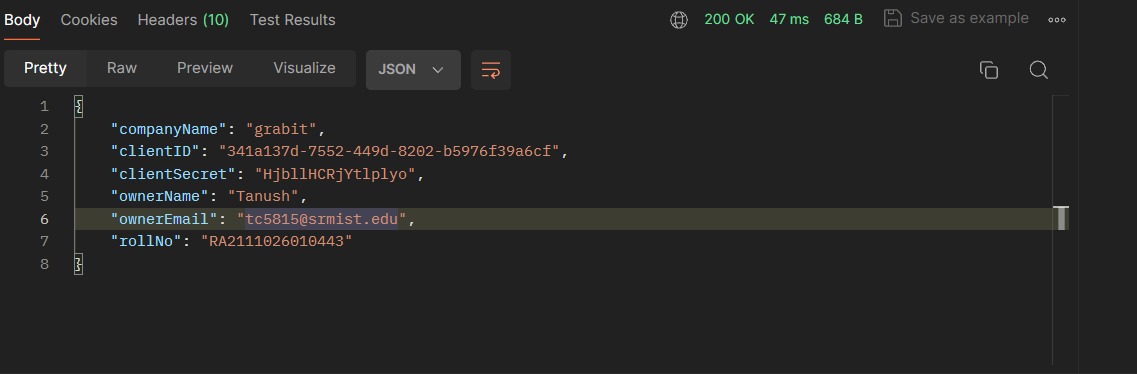 Body Cookies Headers (10) Test Results 200 OK 47 ms 684 B Save as example
Pretty Raw Preview Visualize JSON
1 {
2 "companyName": "grabit",
3 "clientID": "341a137d-7552-449d-8202-b5976f39a6cf",
4 "clientSecret": "HjbllHCRjYtlplyo",
5 "ownerName": "Tanush",
6 "ownerEmail": "tc5815@srmist.edu",
7 "rollNo": "RA2111026010443"
8 }